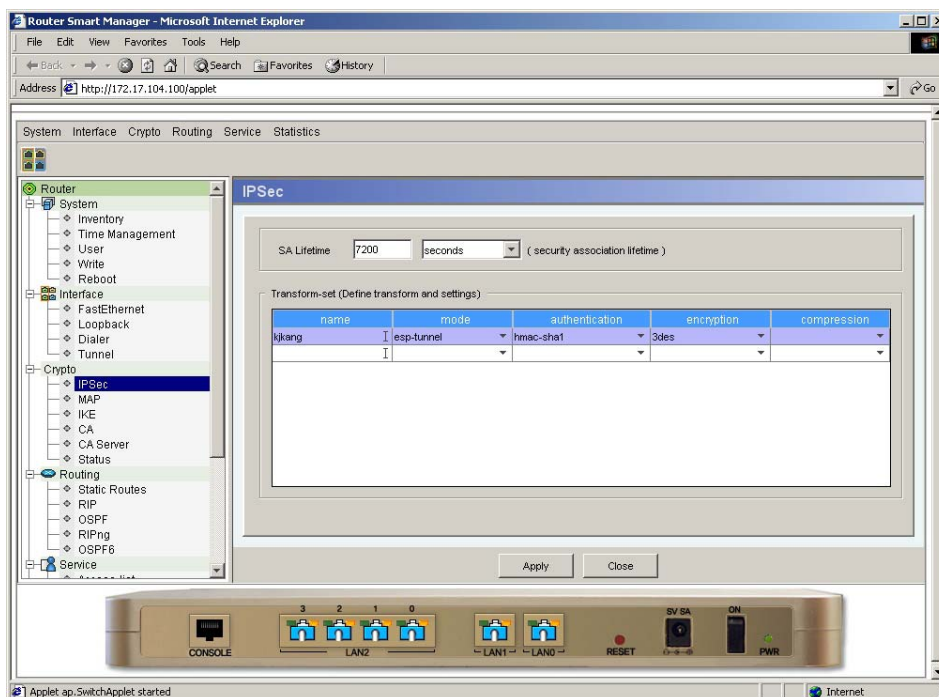 Router Smart Manager - Microsoft Internet Explorer
File Edit View Favorites Tools Help
Back Search Favorites History
Address http://172.17.104.100/applet Go
System Interface Crypto Routing Service Statistics
Router
System
Inventory
Time Management
User
Write
Reboot
Interface
FastEthernet
Loopback
Dialer
Tunnel
Crypto
IPSec
MAP
IKE
CA
CA Server
Status
Routing
Static Routes
RIP
OSPF
RIPng
OSPF6
Service
IPSec
SA Lifetime 7200 seconds ( security association lifetime )
Transform-set (Define transform and settings)
name mode authentication encryption compression
kjkang esp-tunnel hmac-sha1 3des
Apply Close
CONSOLE
3 2 1 0
LAN2
LAN1 LAN0
RESET
ON
PWR
Applet ap.SwitchApplet started Internet